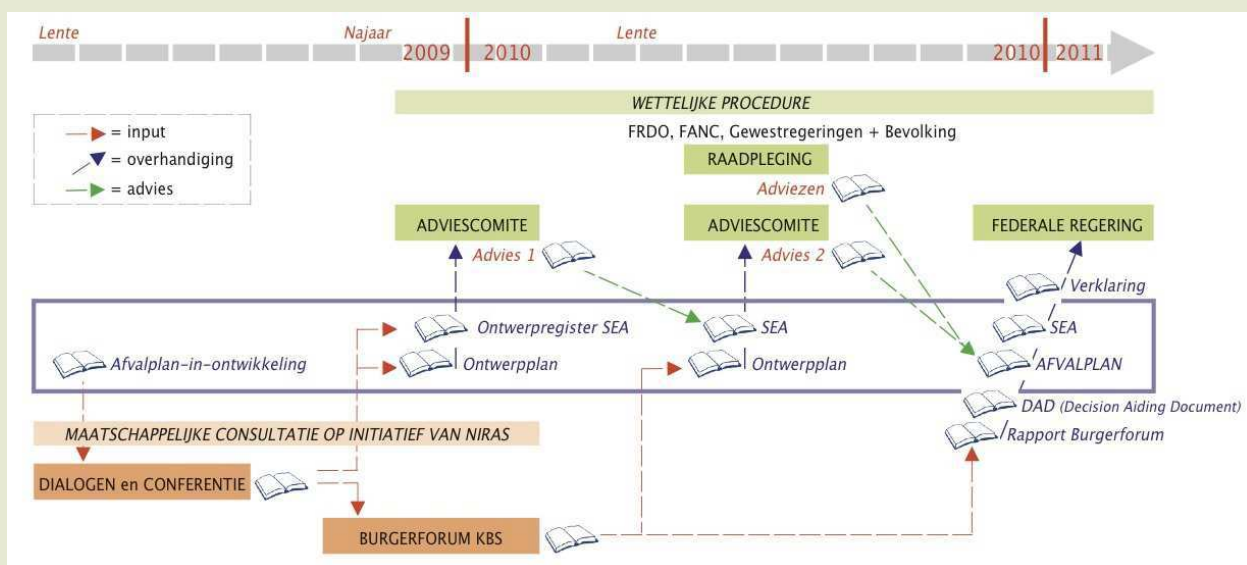 Lente Najaar Lente
2009 2010 2010 2011
WETTELIJKE PROCEDURE
= input
= overhandiging
= advies
FRDO, FANC, Gewestregeringen + Bevolking
RAADPLEGING
Adviezen
ADVIESCOMITE ADVIESCOMITE FEDERALE REGERING
Advies 1 Advies 2
Verklaring
Ontwerpregister SEA SEA SEA
Afvalplan-in-ontwikkeling Ontwerpplan Ontwerpplan AFVALPLAN
DAD (Decision Aiding Document)
MAATSCHAPPELIJKE CONSULTATIE OP INITIATIEF VAN NIRAS
Rapport Burgerforum
DIALOGEN en CONFERENTIE
BURGERFORUM KBS